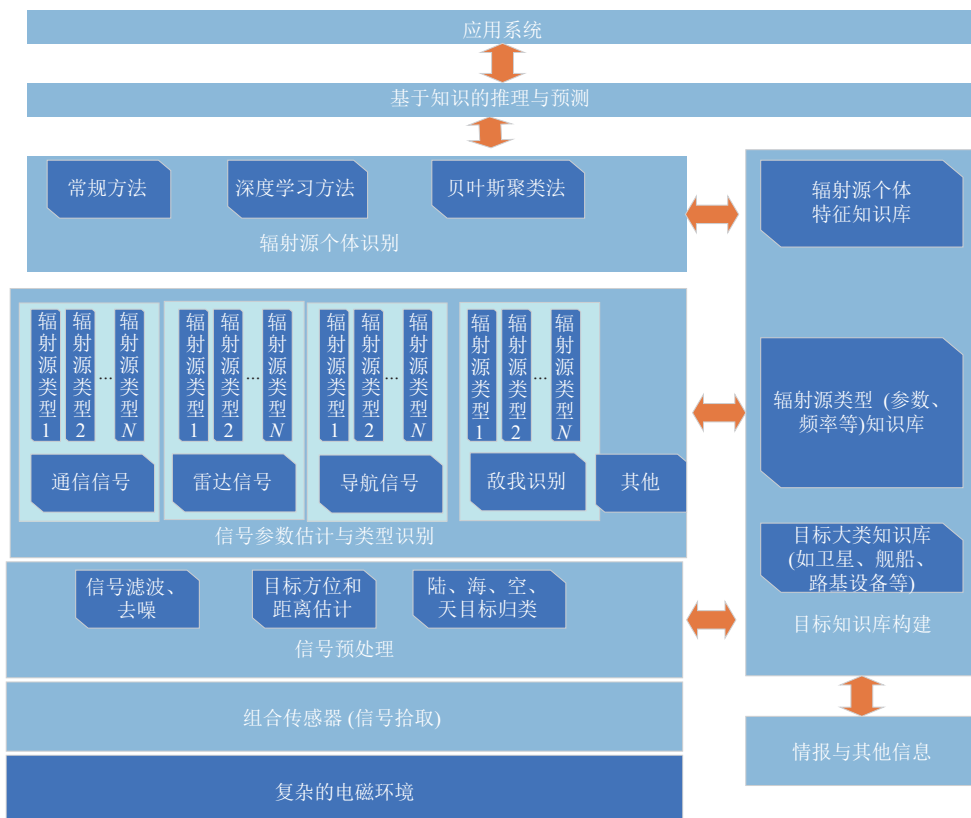 应用系统
基于知识的推理与预测
常规方法
深度学习方法
贝叶斯聚类法
辐射源个体识别
辐射源个体
特征知识库
辐射源类型1
辐射源类型2
...
辐射源类型N
辐射源类型1
辐射源类型2
...
辐射源类型N
辐射源类型1
辐射源类型2
...
辐射源类型N
辐射源类型1
辐射源类型2
...
辐射源类型N
通信信号
雷达信号
导航信号
敌我识别
其他
信号参数估计与类型识别
辐射源类型 (参数、
频率等)知识库
目标大类知识库
(如卫星、舰船、
路基设备等)
目标知识库构建
信号滤波、
去噪
目标方位和
距离估计
陆、海、空、
天目标归类
信号预处理
组合传感器 (信号拾取)
情报与其他信息
复杂的电磁环境